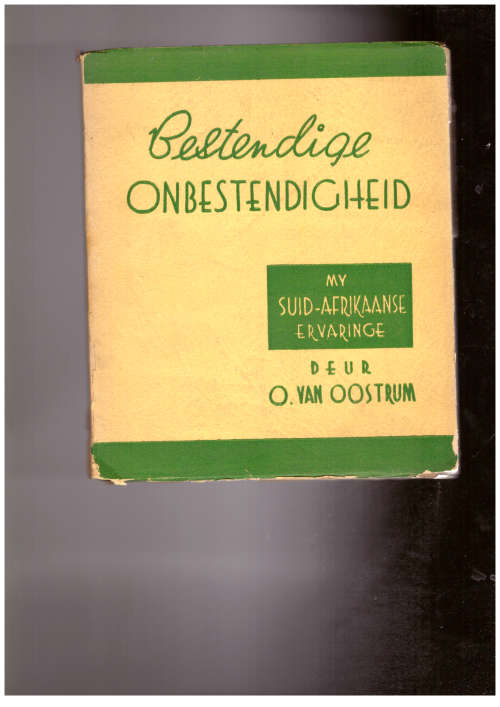 Bestendige
ONBESTENDIGHEID
MY
SUID-AFRIKAANSE
ERVARINGE
DEUR
O. VAN OOSTRUM